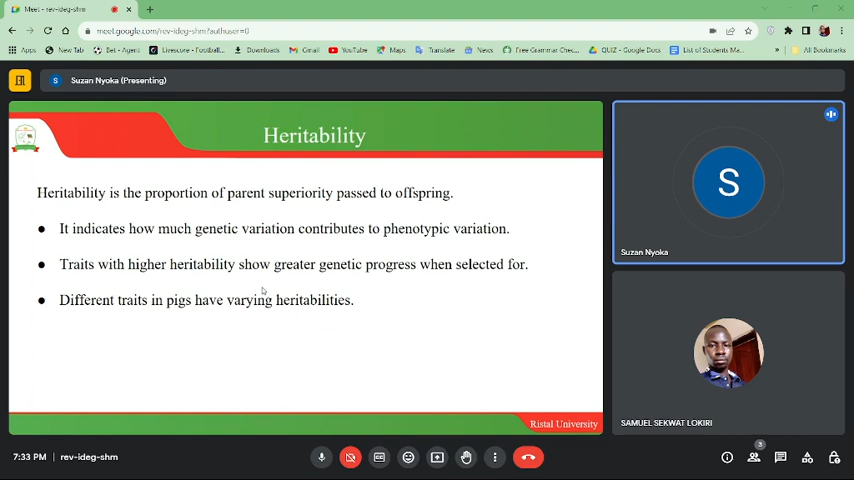 Meet - rev-ideg-shm
meet.google.com/rev-ideg-shm?authuser=0
Apps New Tab Bet - Agent Livescore - Football... Downloads Gmail YouTube Maps Translate News Free Grammar Chec... QUIZ - Google Docs List of Students Ma... » All Bookmarks
S Suzan Nyoka (Presenting)
Heritability
Heritability is the proportion of parent superiority passed to offspring.
● It indicates how much genetic variation contributes to phenotypic variation.
● Traits with higher heritability show greater genetic progress when selected for.
● Different traits in pigs have varying heritabilities.
Ristal University
S
Suzan Nyoka
SAMUEL SEKWAT LOKIRI
7:33 PM | rev-ideg-shm
3